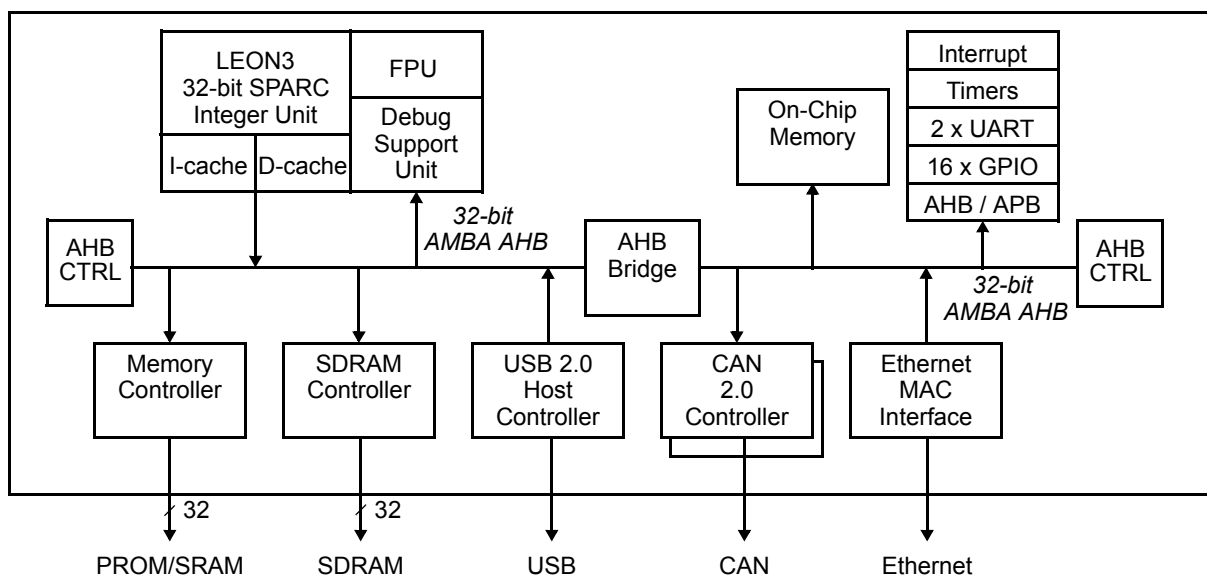 LEON3
32-bit SPARC
Integer Unit
I-cache
D-cache
FPU
Debug
Support
Unit
On-Chip
Memory
Interrupt
Timers
2 x UART
16 x GPIO
AHB / APB
AHB
CTRL
32-bit
AMBA AHB
AHB
Bridge
AHB
CTRL
32-bit
AMBA AHB
Memory
Controller
SDRAM
Controller
USB 2.0
Host
Controller
CAN
2.0
Controller
Ethernet
MAC
Interface
32
32
PROM/SRAM
SDRAM
USB
CAN
Ethernet